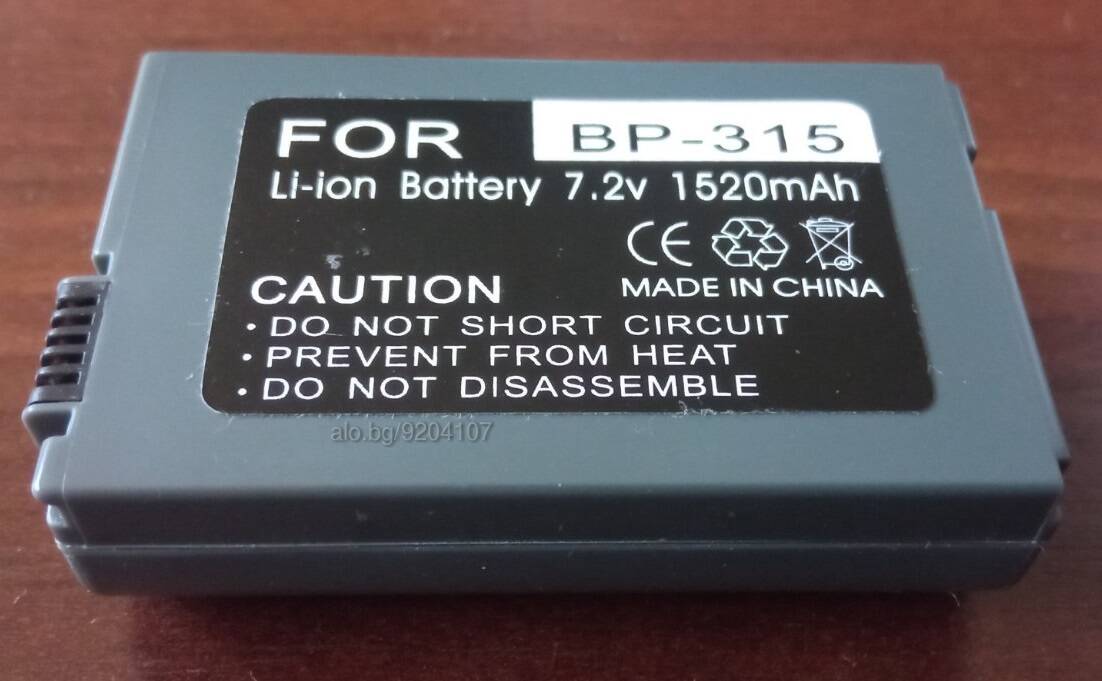 FOR BP-315
Li-ion Battery 7.2v 1520mAh
CE
MADE IN CHINA
CAUTION
• DO NOT SHORT CIRCUIT
• PREVENT FROM HEAT
• DO NOT DISASSEMBLE
alo.bg/9204107